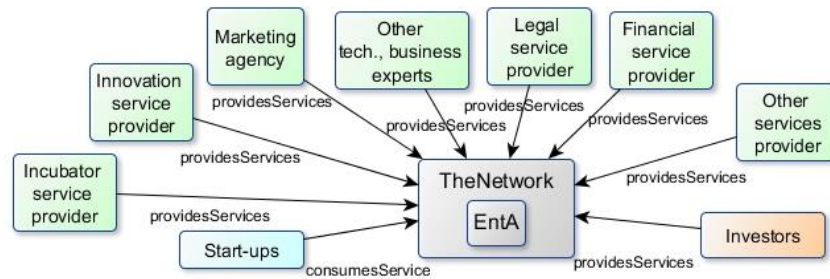 Marketing
agency
Other
tech., business
experts
Legal
service
provider
Financial
service
provider
Innovation
service
provider
Other
services
provider
Incubator
service
provider
providesServices
providesServices
providesServices
providesServices
providesServices
providesServices
providesServices
TheNetwork
EntA
Start-ups
consumesService
Investors
providesServices